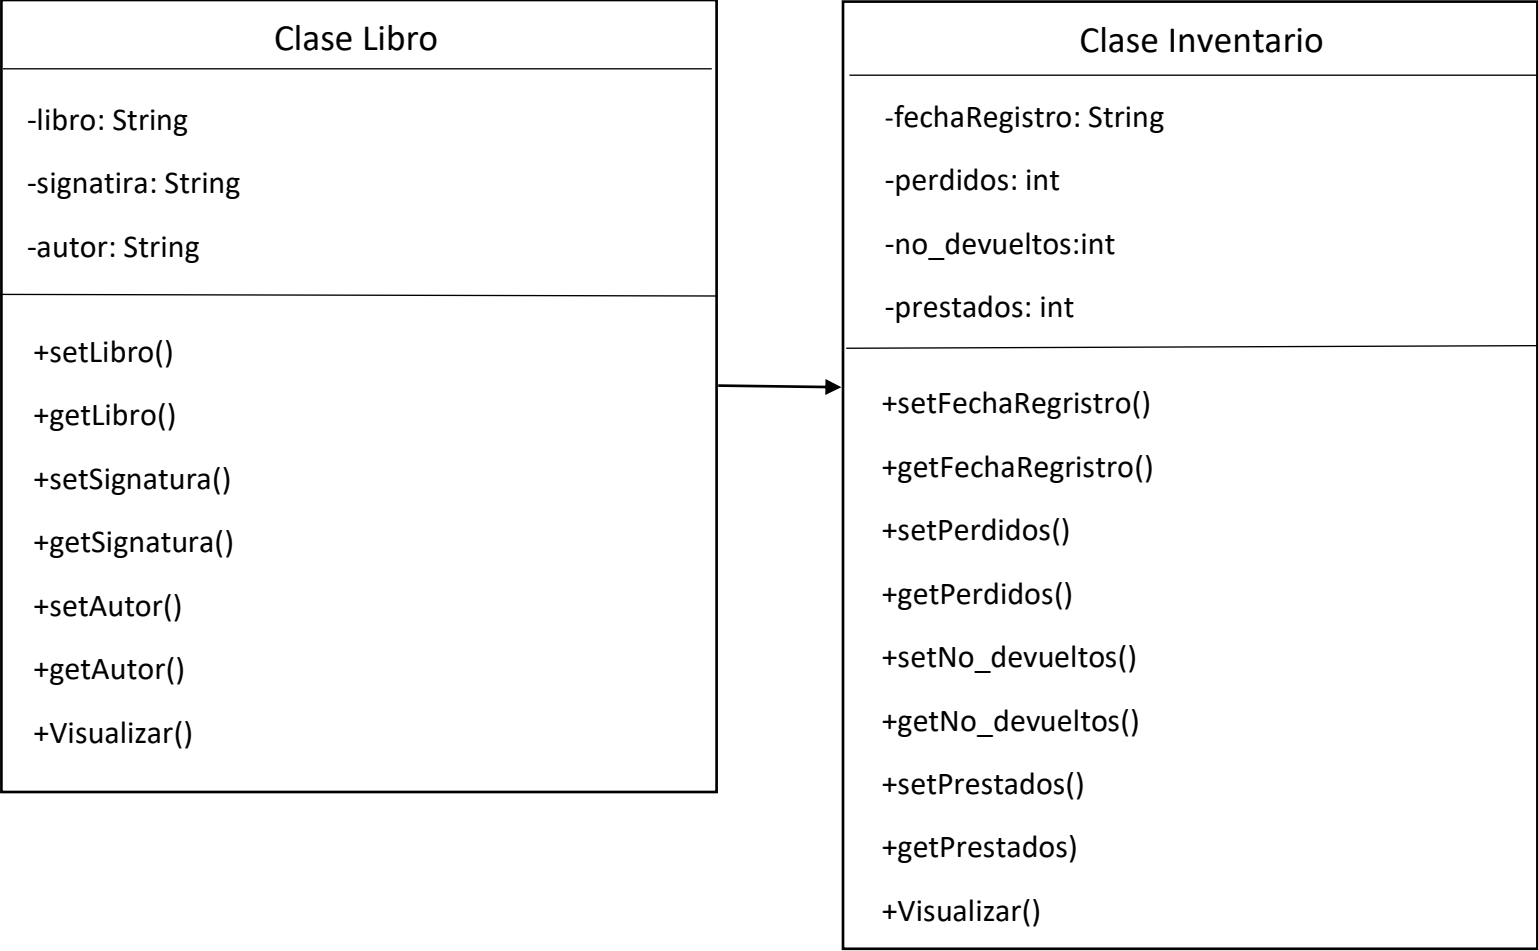 Clase Libro
-libro: String
-signatira: String
-autor: String
+setLibro()
+getLibro()
+setSignatura()
+getSignatura()
+setAutor()
+getAutor()
+Visualizar()
Clase Inventario
-fechaRegistro: String
-perdidos: int
-no_devueltos:int
-prestados: int
+setFechaRegristro()
+getFechaRegristro()
+setPerdidos()
+getPerdidos()
+setNo_devueltos()
+getNo_devueltos()
+setPrestados()
+getPrestados)
+Visualizar()